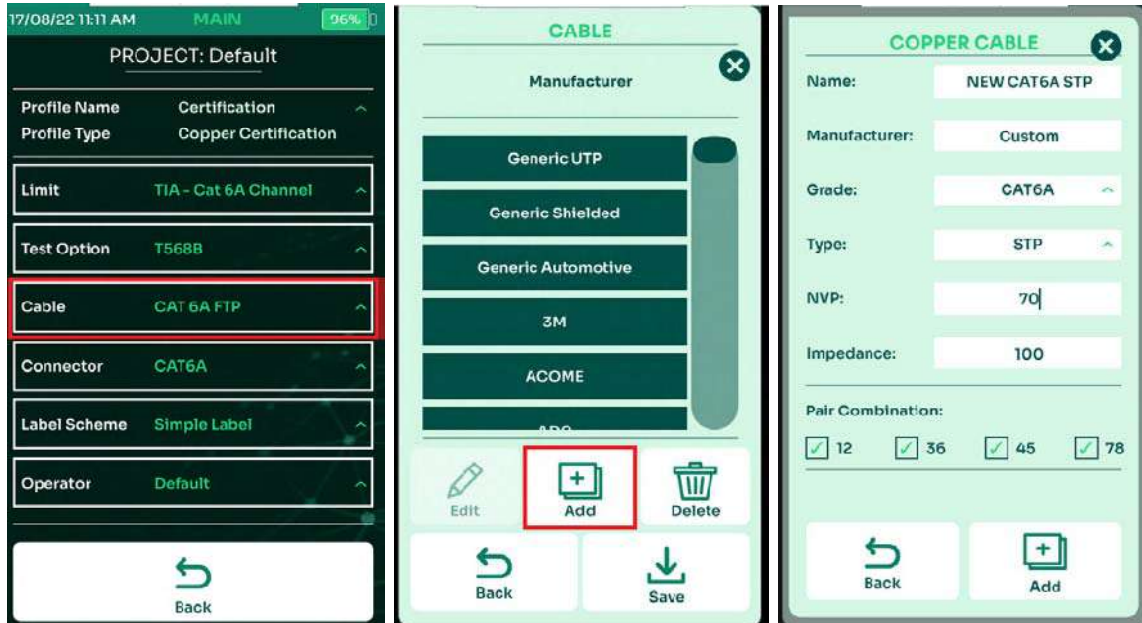 17/08/22 11:11 AM MAIN 96%
PROJECT: Default
Profile Name Certification
Profile Type Copper Certification
Limit TIA - Cat 6A Channel
Test Option T568B
Cable CAT 6A FTP
Connector CAT6A
Label Scheme Simple Label
Operator Default
Back
CABLE
Manufacturer
Generic UTP
Generic Shielded
Generic Automotive
3M
ACOME
Edit Add Delete
Back Save
COPPER CABLE
Name: NEW CAT6A STP
Manufacturer: Custom
Grade: CAT6A
Type: STP
NVP: 70
Impedance: 100
Pair Combination:
12 36 45 78
Back Add